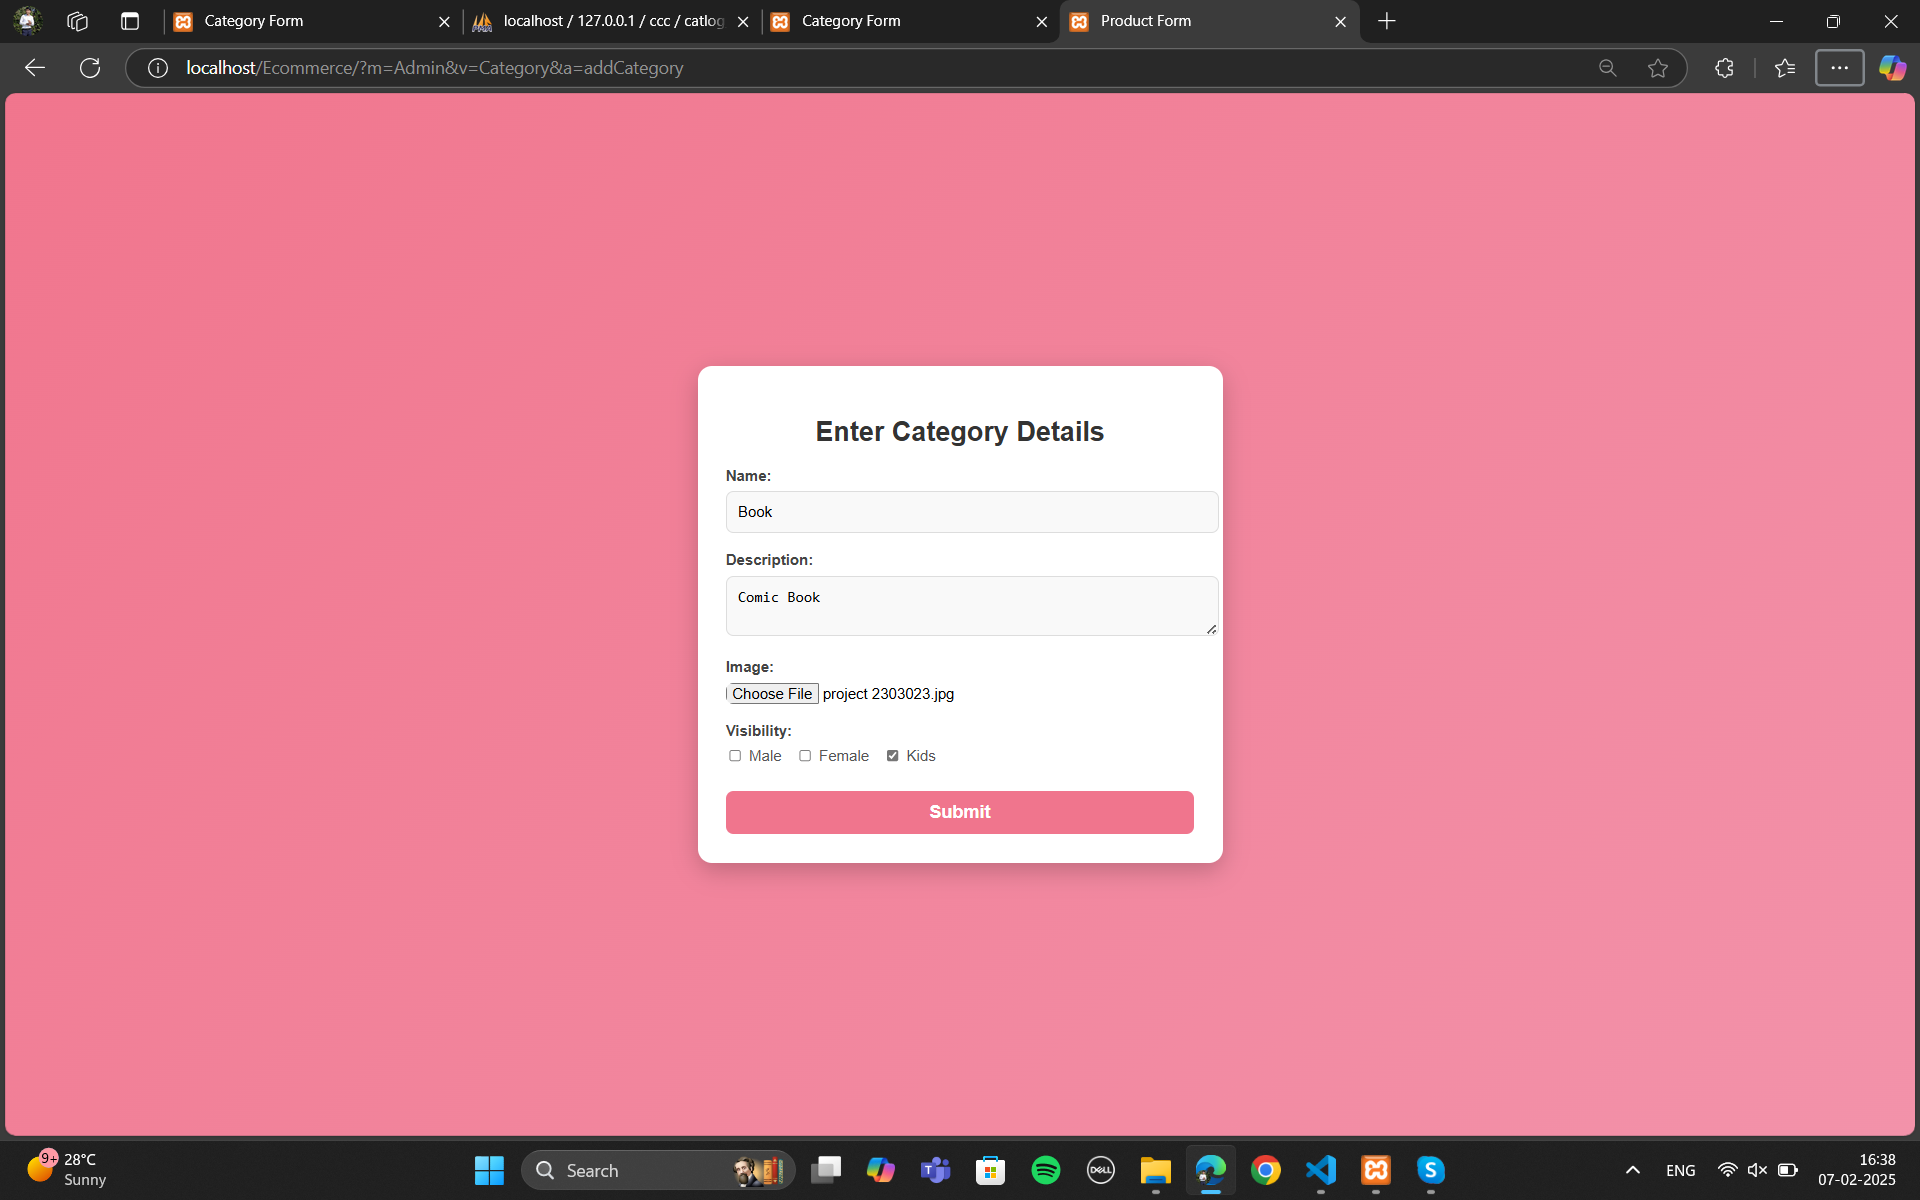 Category Form
localhost / 127.0.0.1 / ccc / catlog
Category Form
Product Form
localhost/Ecommerce/?m=Admin&v=Category&a=addCategory
Enter Category Details
Name:
Book
Description:
Comic Book
Image:
Choose File project 2303023.jpg
Visibility:
Male Female Kids
Submit
9+
28°C
Sunny
Search
DELL
ENG
16:38
07-02-2025